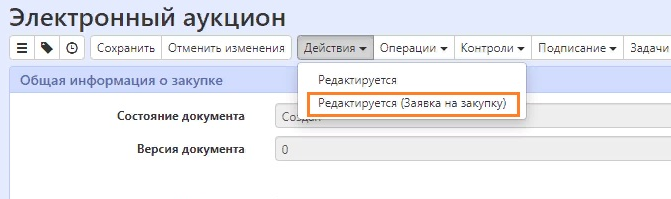 Электронный аукцион
Сохранить Отменить изменения Действия Операции Контроли Подписание Задачи
Общая информация о закупке
Редактируется
Редактируется (Заявка на закупку)
Состояние документа
Версия документа 0